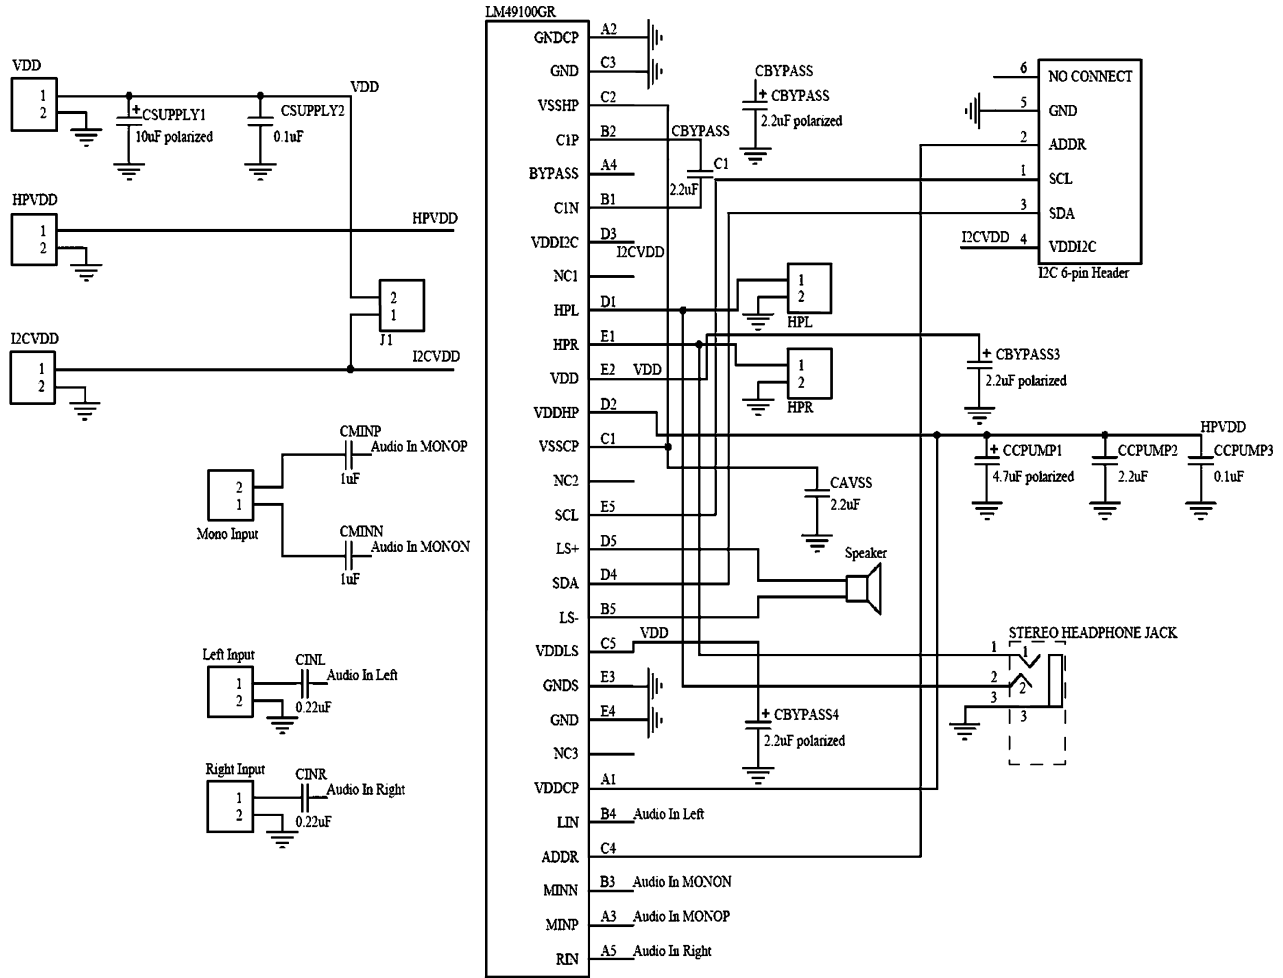 LM49100GR
GNDCP A2
GND C3
VSSHP C2
C1P B2
BYPASS A4
C1N B1
VDDI2C D3
I2CVDD
NC1
HPL D1
HPR E1
VDD E2 VDD
VDDHP D2
VSSCP C1
NC2
SCL E5
LS+ D5
SDA D4
LS- B5
VDDLS C5 VDD
GNDS E3
GND E4
NC3
VDDCP A1
LIN B4 Audio In Left
ADDR C4
MINN B3 Audio In MONON
MINP A3 Audio In MONOP
RIN A5 Audio In Right
VDD
1
2
+
CSUPPLY1
10uF polarized
CSUPPLY2
0.1uF
VDD
HPVDD
1
2
HPVDD
2
1
J1
I2CVDD
1
2
I2CVDD
CMINP
Audio In MONOP
1uF
2
1
Mono Input
CMINN
Audio In MONON
1uF
Left Input
1
2
CINL
Audio In Left
0.22uF
Right Input
1
2
CINR
Audio In Right
0.22uF
CBYPASS
+ CBYPASS
2.2uF polarized
CBYPASS
C1
2.2uF
6 NO CONNECT
5 GND
2 ADDR
1 SCL
3 SDA
I2CVDD 4 VDDI2C
I2C 6-pin Header
1
2
HPL
1
2
HPR
+ CBYPASS3
2.2uF polarized
HPVDD
+ CCPUMP1
4.7uF polarized
CCPUMP2
2.2uF
CCPUMP3
0.1uF
CAVSS
2.2uF
Speaker
STEREO HEADPHONE JACK
1 1
2 2
3 3
+ CBYPASS4
2.2uF polarized